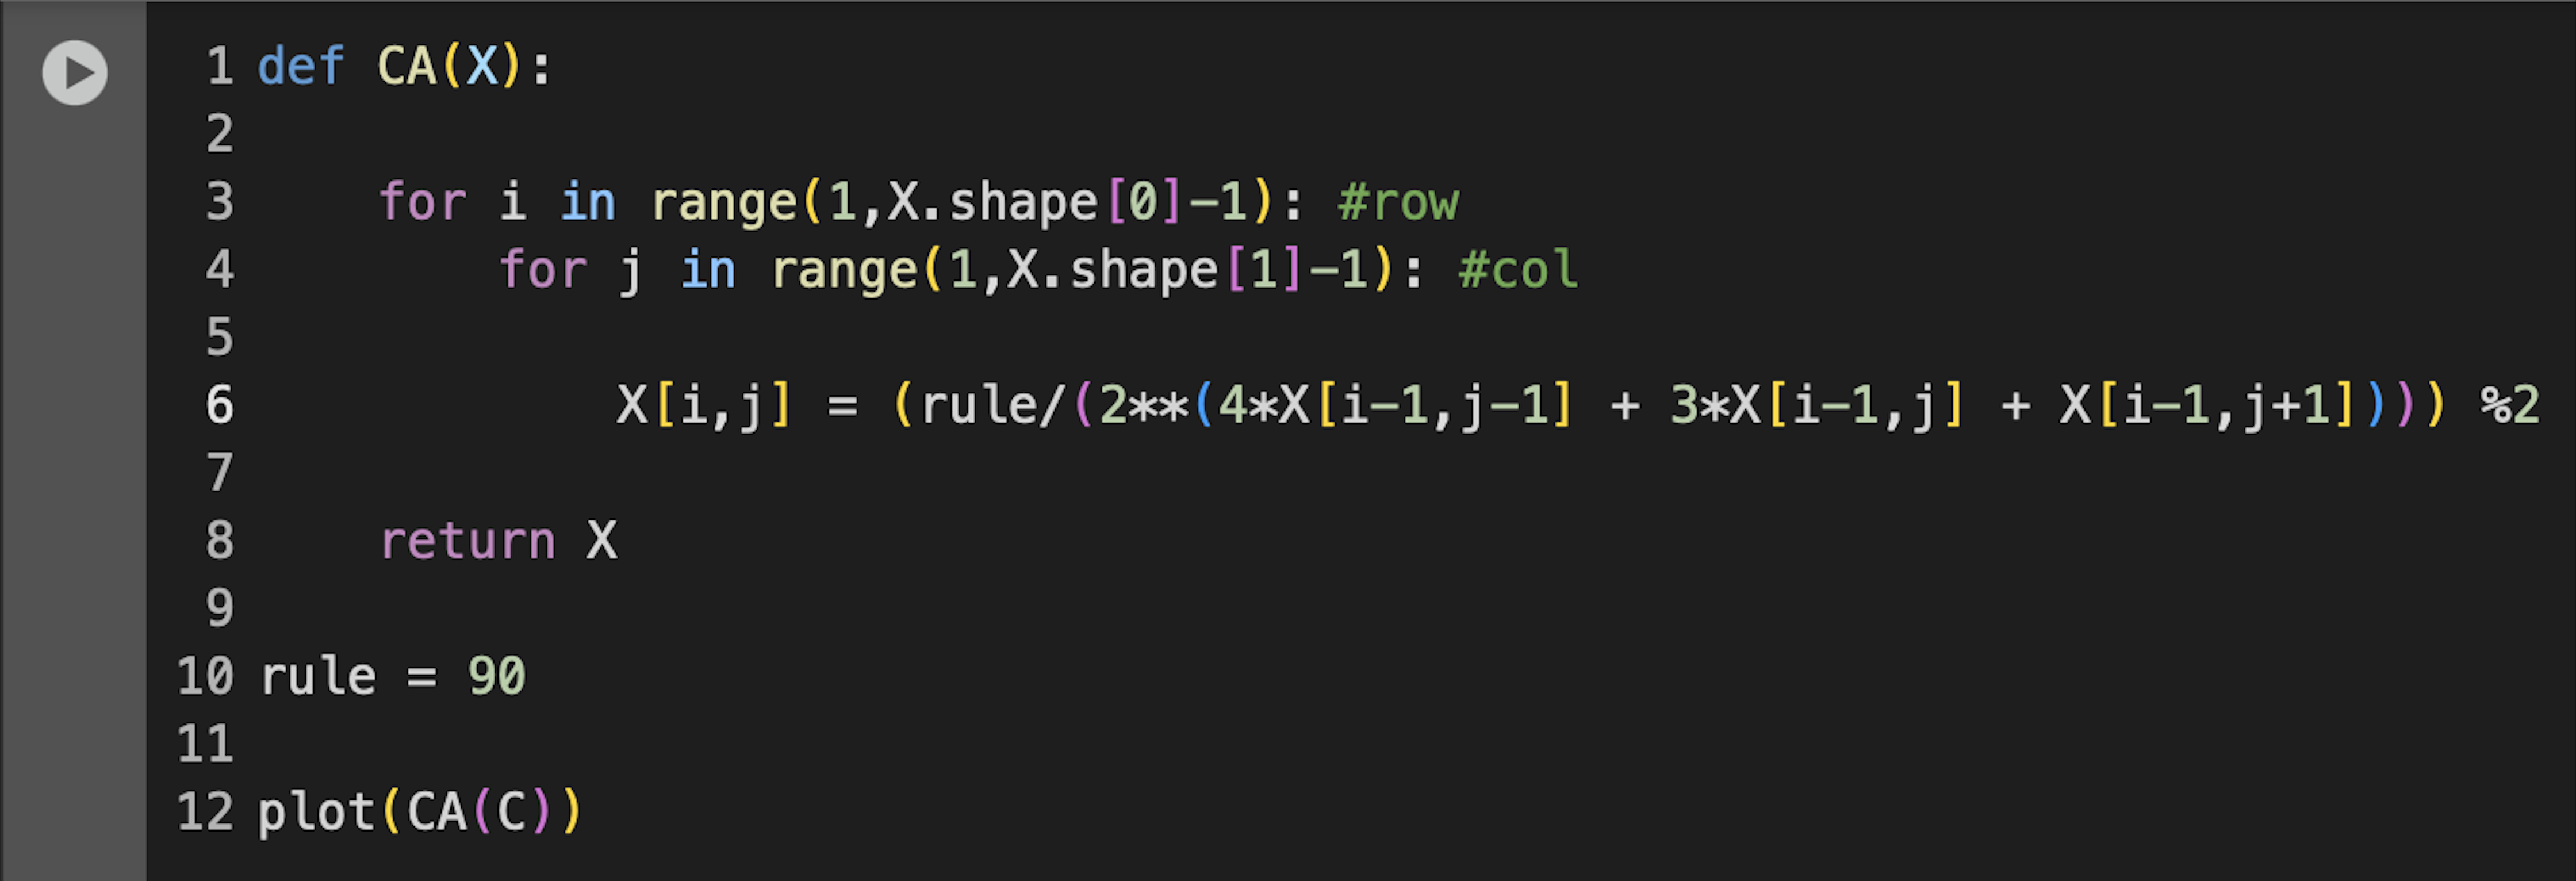 1 def CA(X):
2
3     for i in range(1,X.shape[0]-1): #row
4         for j in range(1,X.shape[1]-1): #col
5
6             X[i,j] = (rule/(2**(4*X[i-1,j-1] + 3*X[i-1,j] + X[i-1,j+1]))) %2
7
8     return X
9
10 rule = 90
11
12 plot(CA(C))